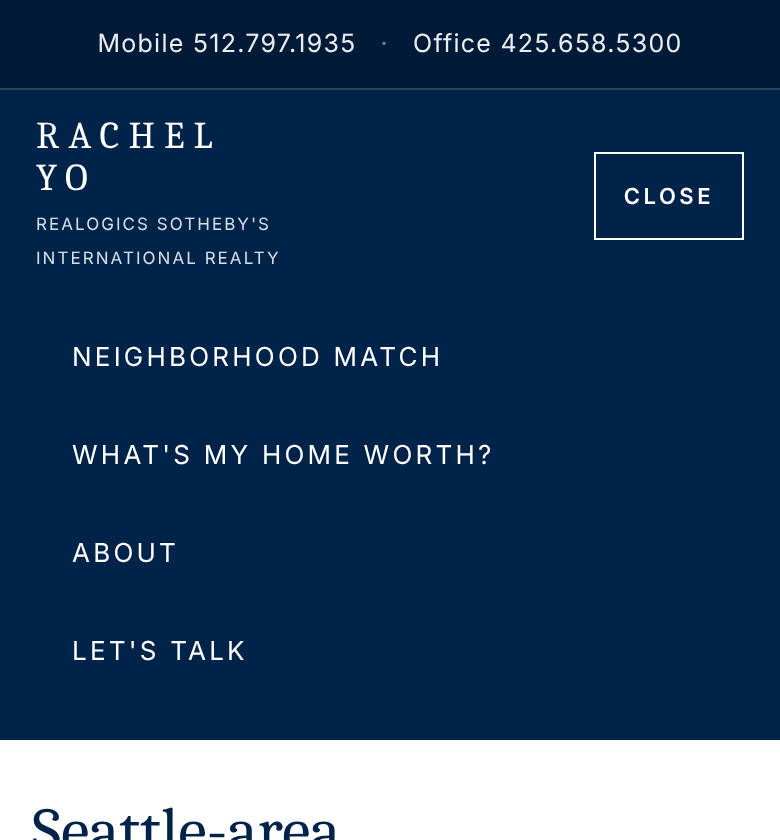 Mobile 512.797.1935 · Office 425.658.5300
RACHEL
YO
REALOGICS SOTHEBY'S
INTERNATIONAL REALTY
CLOSE
NEIGHBORHOOD MATCH
WHAT'S MY HOME WORTH?
ABOUT
LET'S TALK
Seattle-area